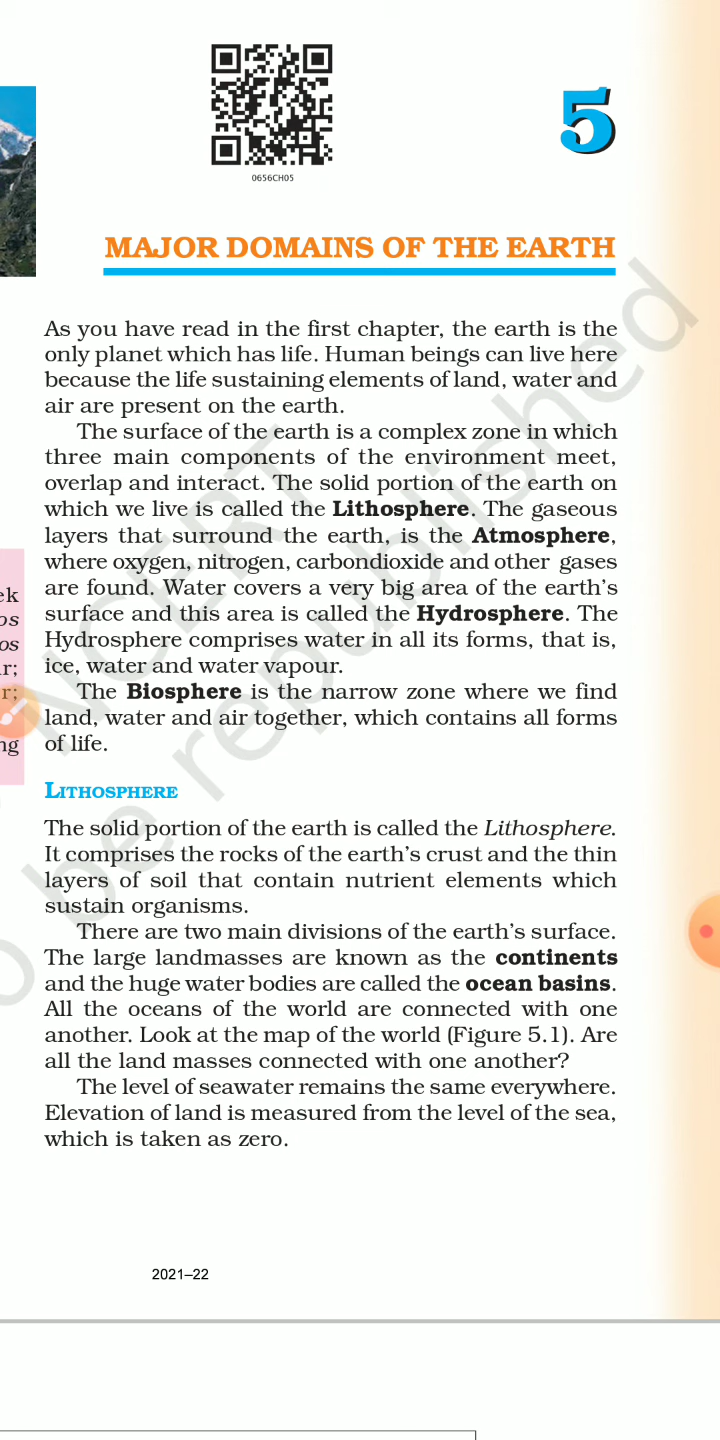 0656CH05
5
MAJOR DOMAINS OF THE EARTH
As you have read in the first chapter, the earth is the
only planet which has life. Human beings can live here
because the life sustaining elements of land, water and
air are present on the earth.
The surface of the earth is a complex zone in which
three main components of the environment meet,
overlap and interact. The solid portion of the earth on
which we live is called the Lithosphere. The gaseous
layers that surround the earth, is the Atmosphere,
where oxygen, nitrogen, carbondioxide and other gases
are found. Water covers a very big area of the earth's
surface and this area is called the Hydrosphere. The
Hydrosphere comprises water in all its forms, that is,
ice, water and water vapour.
The Biosphere is the narrow zone where we find
land, water and air together, which contains all forms
of life.
LITHOSPHERE
The solid portion of the earth is called the Lithosphere.
It comprises the rocks of the earth's crust and the thin
layers of soil that contain nutrient elements which
sustain organisms.
There are two main divisions of the earth's surface.
The large landmasses are known as the continents
and the huge water bodies are called the ocean basins.
All the oceans of the world are connected with one
another. Look at the map of the world (Figure 5.1). Are
all the land masses connected with one another?
The level of seawater remains the same everywhere.
Elevation of land is measured from the level of the sea,
which is taken as zero.
2021–22
ek
os
os
r;
r;
ng
NCERT
o be republished